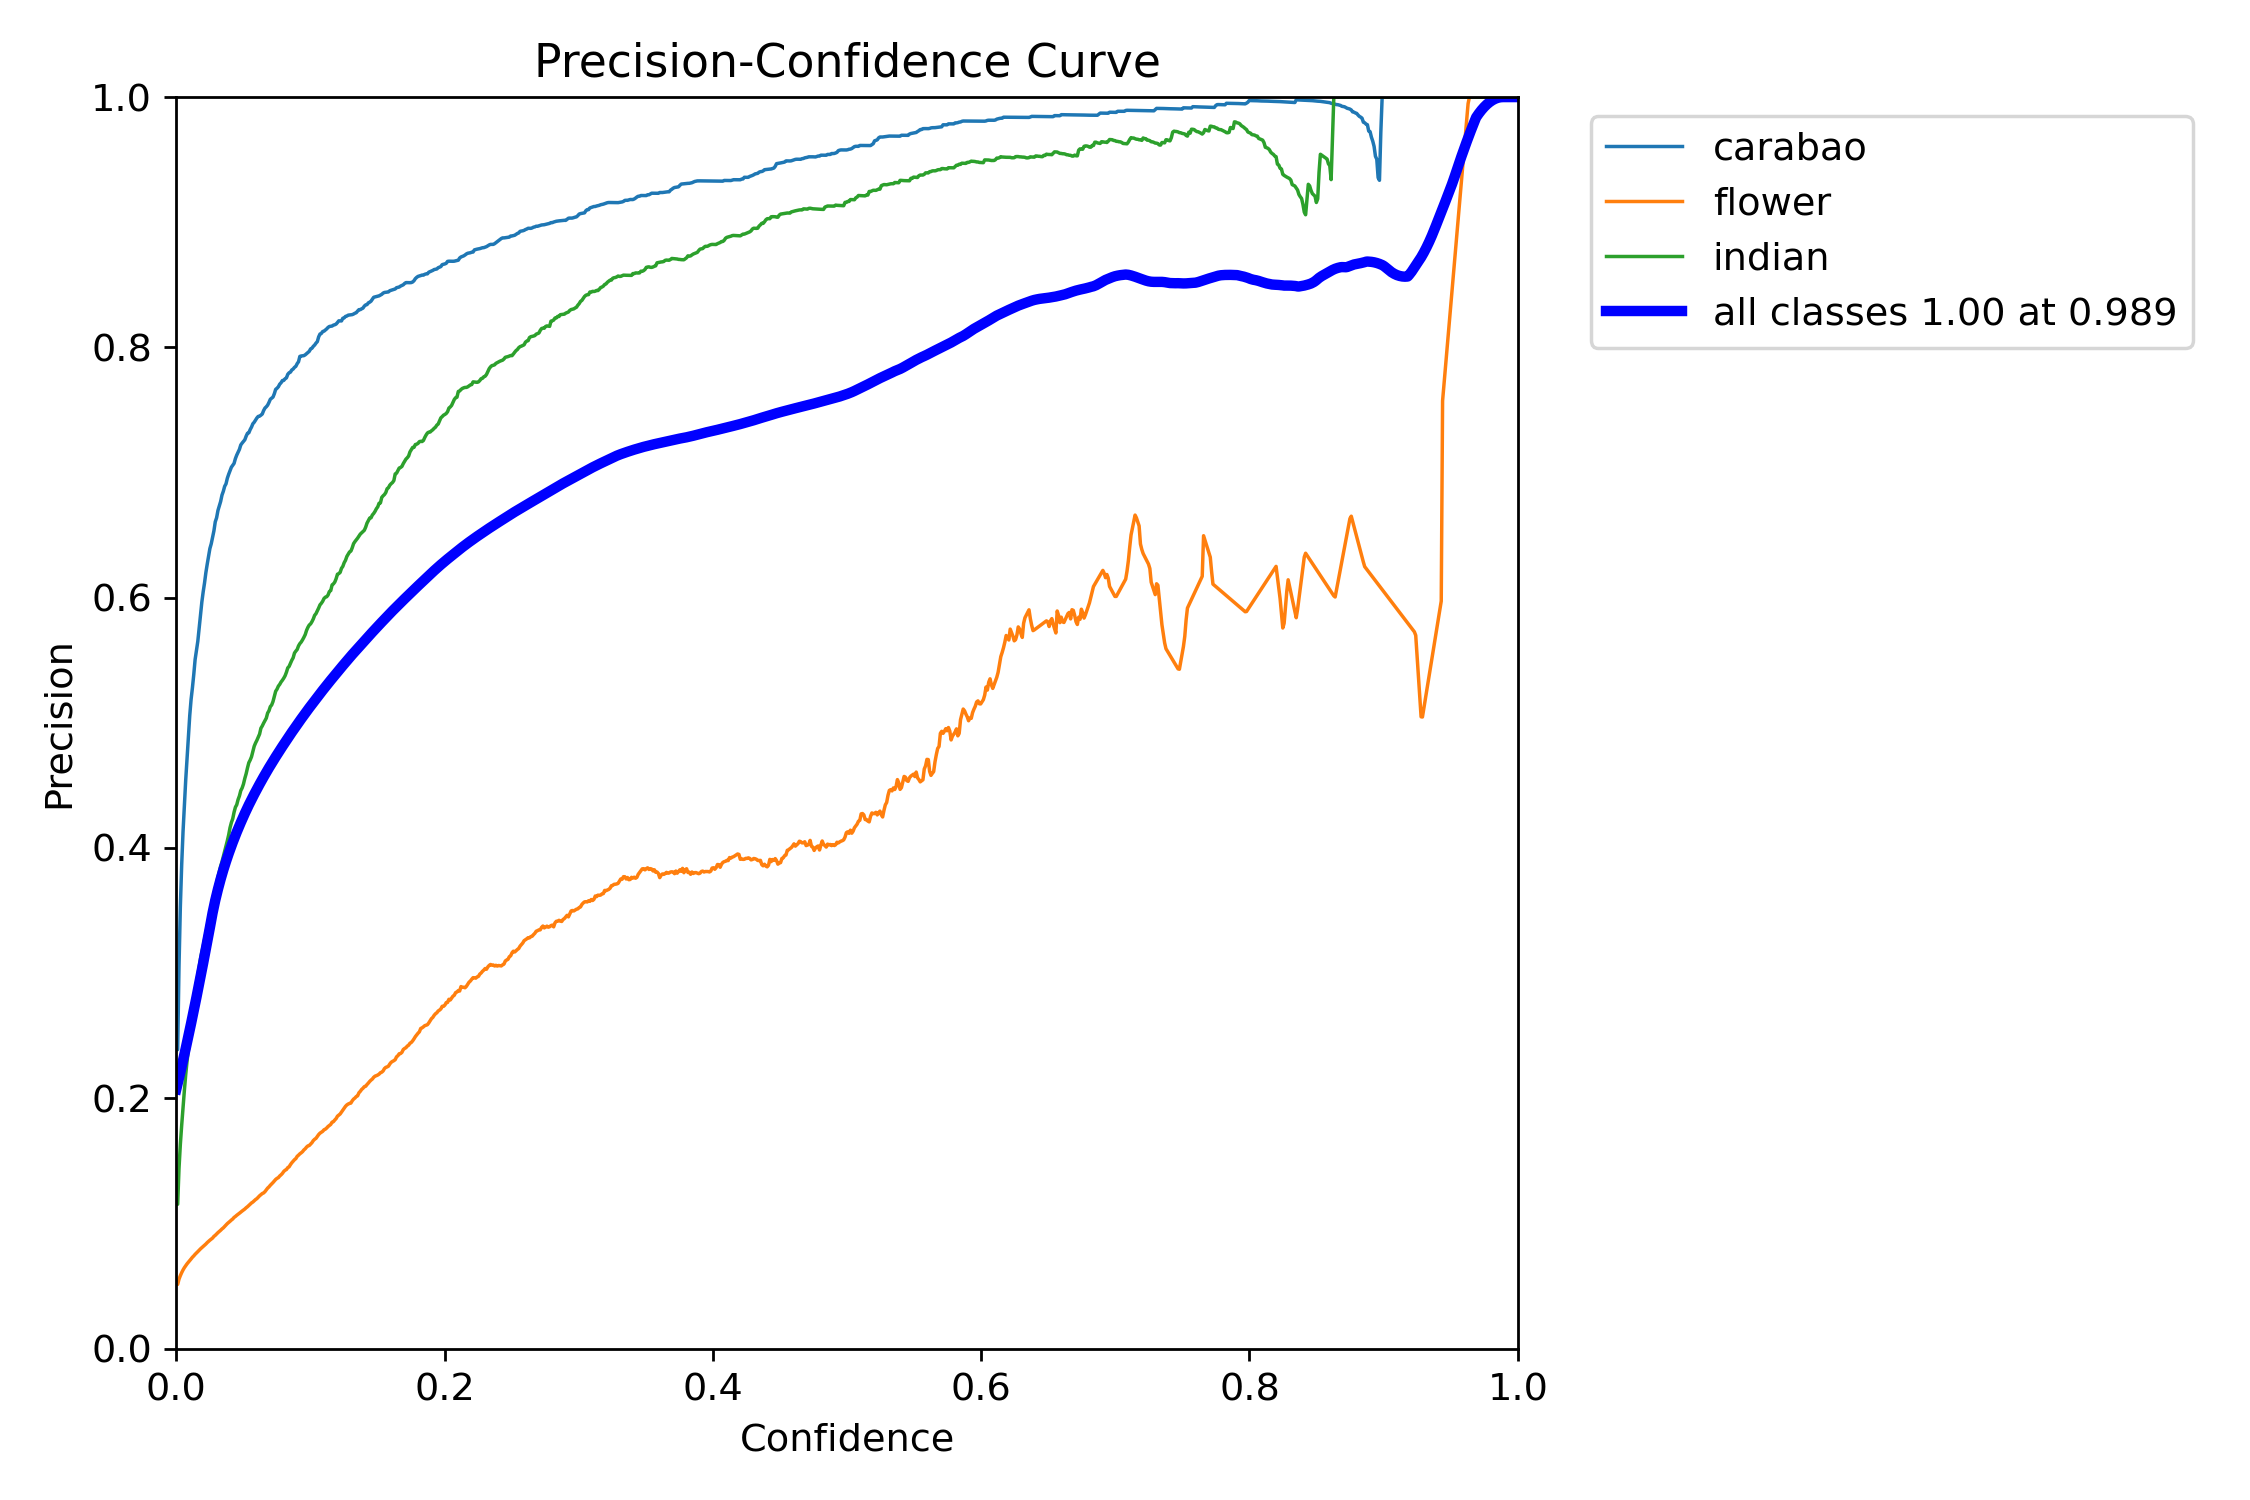 Precision-Confidence Curve
1.0
0.8
0.6
0.4
0.2
0.0
Precision
0.0 0.2 0.4 0.6 0.8 1.0
Confidence
carabao
flower
indian
all classes 1.00 at 0.989